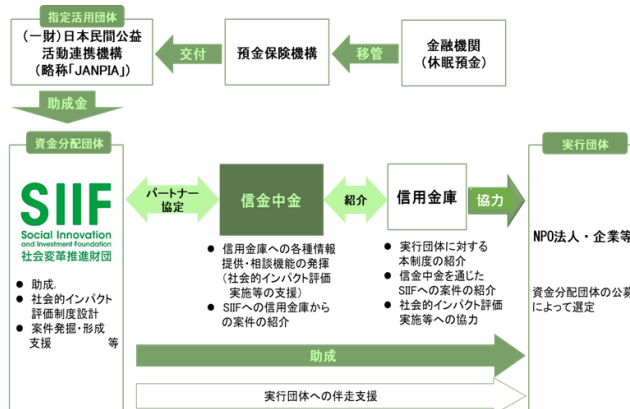 指定活用団体
(一財)日本民間公益
活動連携機構
(略称「JANPIA」)
交付
預金保険機構
移管
金融機関
(休眠預金)
助成金
資金分配団体
SIIF
Social Innovation
and Investment Foundation
社会変革推進財団
● 助成
● 社会的インパクト
評価制度設計
● 案件発掘・形成
支援 等
パートナー
協定
信金中金
● 信用金庫への各種情報
提供・相談機能の発揮
(社会的インパクト評価
実施等の支援)
● SIIFへの信用金庫から
の案件の紹介
紹介
信用金庫
● 実行団体に対する
本制度の紹介
● 信金中金を通じた
SIIFへの案件の紹介
● 社会的インパクト評価
実施等への協力
協力
実行団体
NPO法人・企業等
資金分配団体の公募
によって選定
助成
実行団体への伴走支援